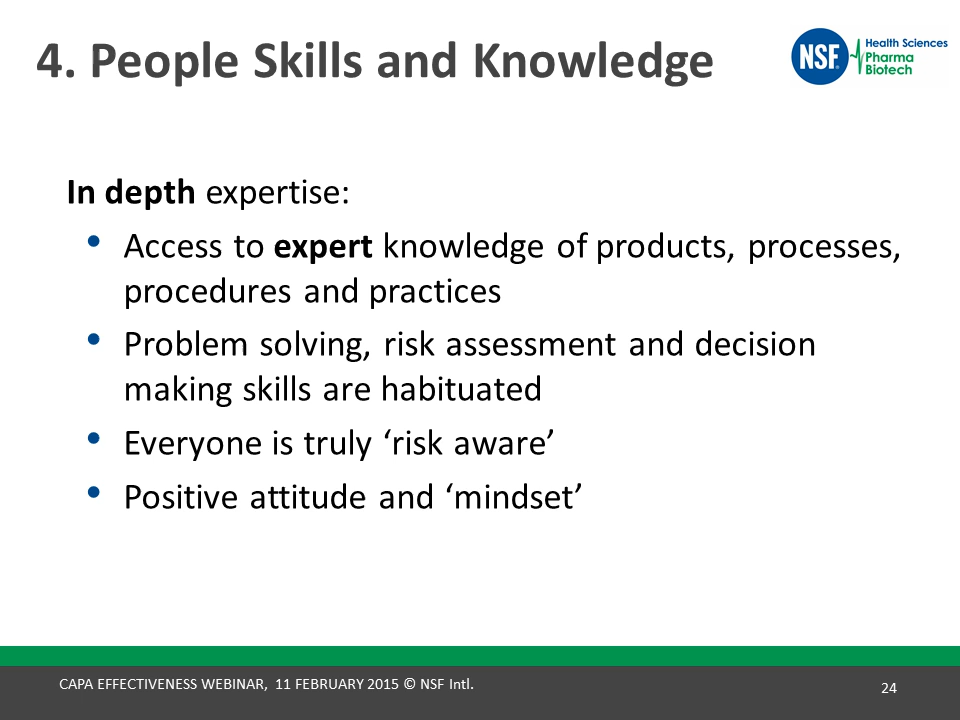 4. People Skills and Knowledge
NSF
Health Sciences
Pharma
Biotech
In depth expertise:
• Access to expert knowledge of products, processes,
procedures and practices
• Problem solving, risk assessment and decision
making skills are habituated
• Everyone is truly ‘risk aware’
• Positive attitude and ‘mindset’
CAPA EFFECTIVENESS WEBINAR, 11 FEBRUARY 2015 © NSF Intl.
24